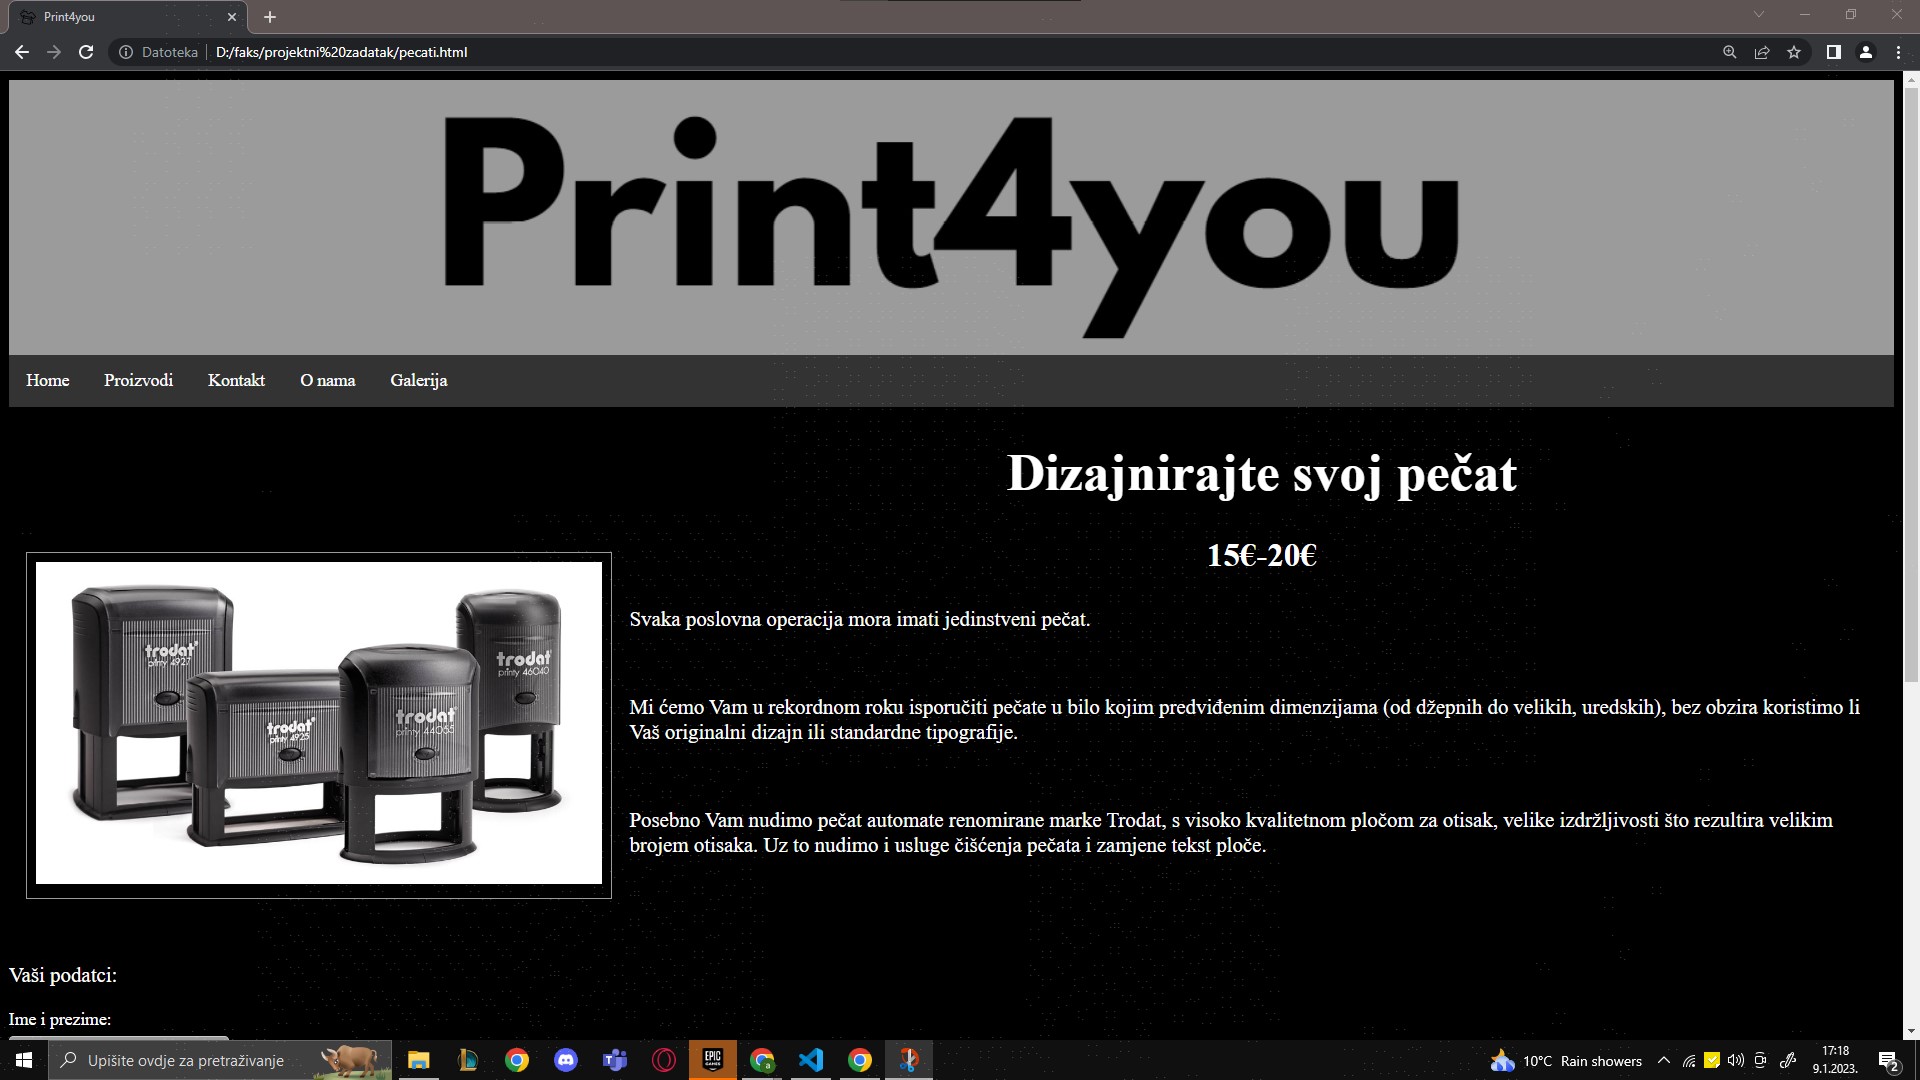 Print4you
Datoteka D:/faks/projektni%20zadatak/pecati.html
Print4you
Home Proizvodi Kontakt O nama Galerija
Dizajnirajte svoj pečat
15€-20€
trodat
printy 4927
trodat
printy 4925
trodat
printy 44055
trodat
printy 46040
Svaka poslovna operacija mora imati jedinstveni pečat.
Mi ćemo Vam u rekordnom roku isporučiti pečate u bilo kojim predviđenim dimenzijama (od džepnih do velikih, uredskih), bez obzira koristimo li
Vaš originalni dizajn ili standardne tipografije.
Posebno Vam nudimo pečat automate renomirane marke Trodat, s visoko kvalitetnom pločom za otisak, velike izdržljivosti što rezultira velikim
brojem otisaka. Uz to nudimo i usluge čišćenja pečata i zamjene tekst ploče.
Vaši podatci:
Ime i prezime:
Upišite ovdje za pretraživanje
EPIC GAMES
10°C Rain showers
17:18
9.1.2023.
2